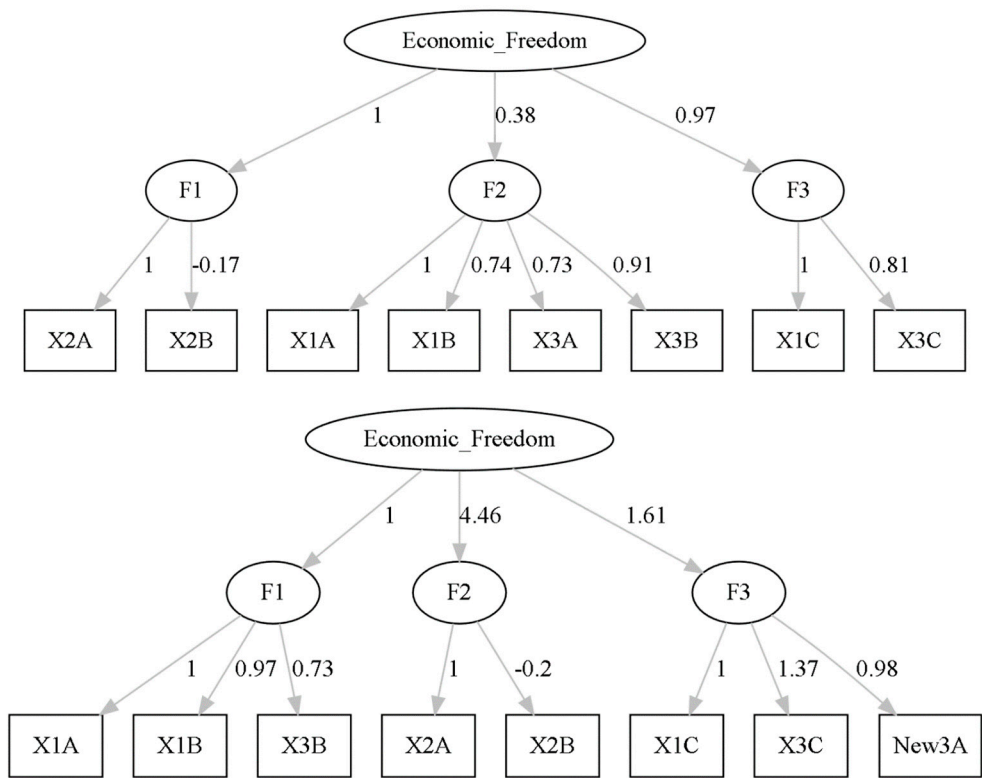 Economic_Freedom
1 0.38 0.97
F1 F2 F3
1 -0.17 1 0.74 0.73 0.91 1 0.81
X2A X2B X1A X1B X3A X3B X1C X3C
Economic_Freedom
1 4.46 1.61
F1 F2 F3
1 0.97 0.73 1 -0.2 1 1.37 0.98
X1A X1B X3B X2A X2B X1C X3C New3A